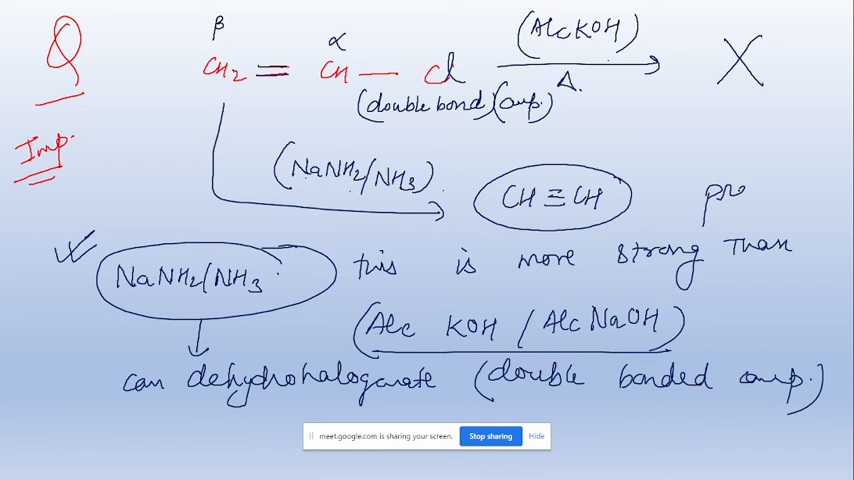 Q
Imp.
β α
CH2 = CH — Cl (Alc KOH) Δ. X
(double bond) (comp.)
(NaNH2/NH3) CH ≡ CH pro
NaNH2/NH3 this is more strong than
(Alc KOH / Alc NaOH)
can dehydrohalogenate (double bonded comp.)
meet.google.com is sharing your screen. Stop sharing Hide